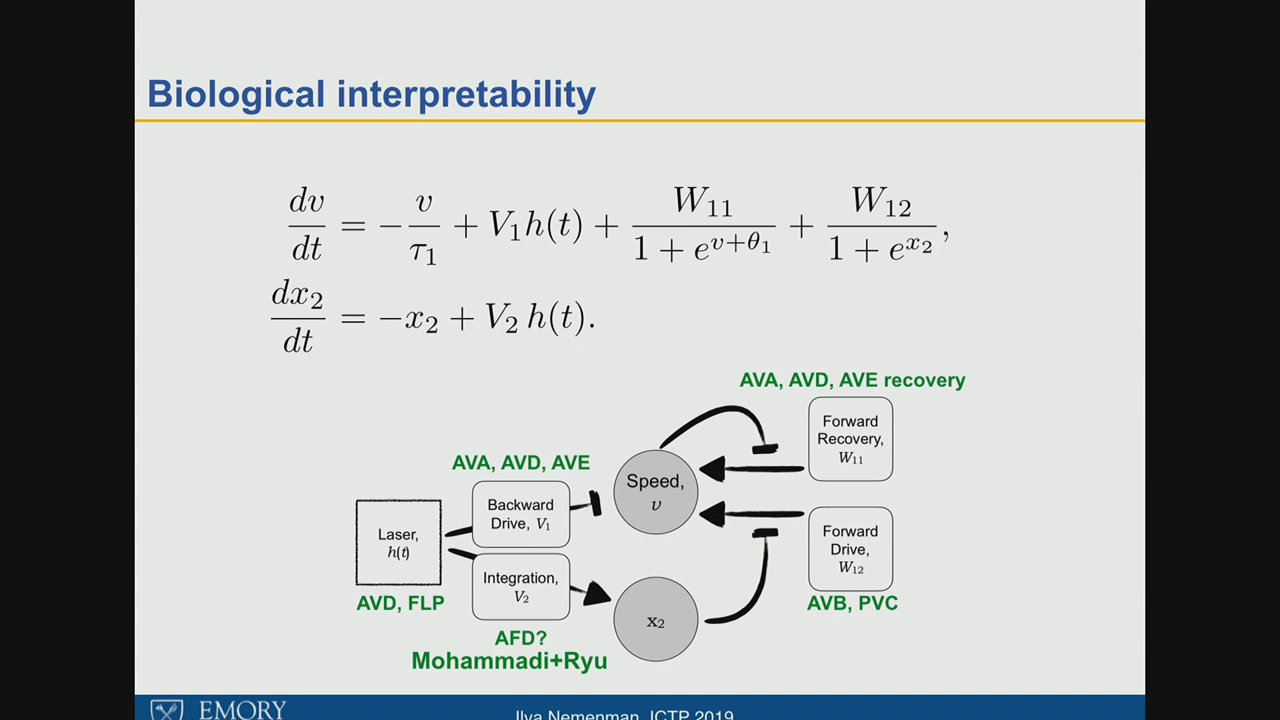 Biological interpretability
dv/dt = -v/τ₁ + V₁h(t) + W₁₁/(1 + e^{v+θ₁}) + W₁₂/(1 + e^{x₂}),
dx₂/dt = -x₂ + V₂ h(t).
AVA, AVD, AVE recovery
Forward
Recovery,
W₁₁
AVA, AVD, AVE
Backward
Drive, V₁
Speed,
v
Laser,
h(t)
Forward
Drive,
W₁₂
Integration,
V₂
AVD, FLP
x₂
AVB, PVC
AFD?
Mohammadi+Ryu
EMORY
Ilya Nemenman, ICTP 2019